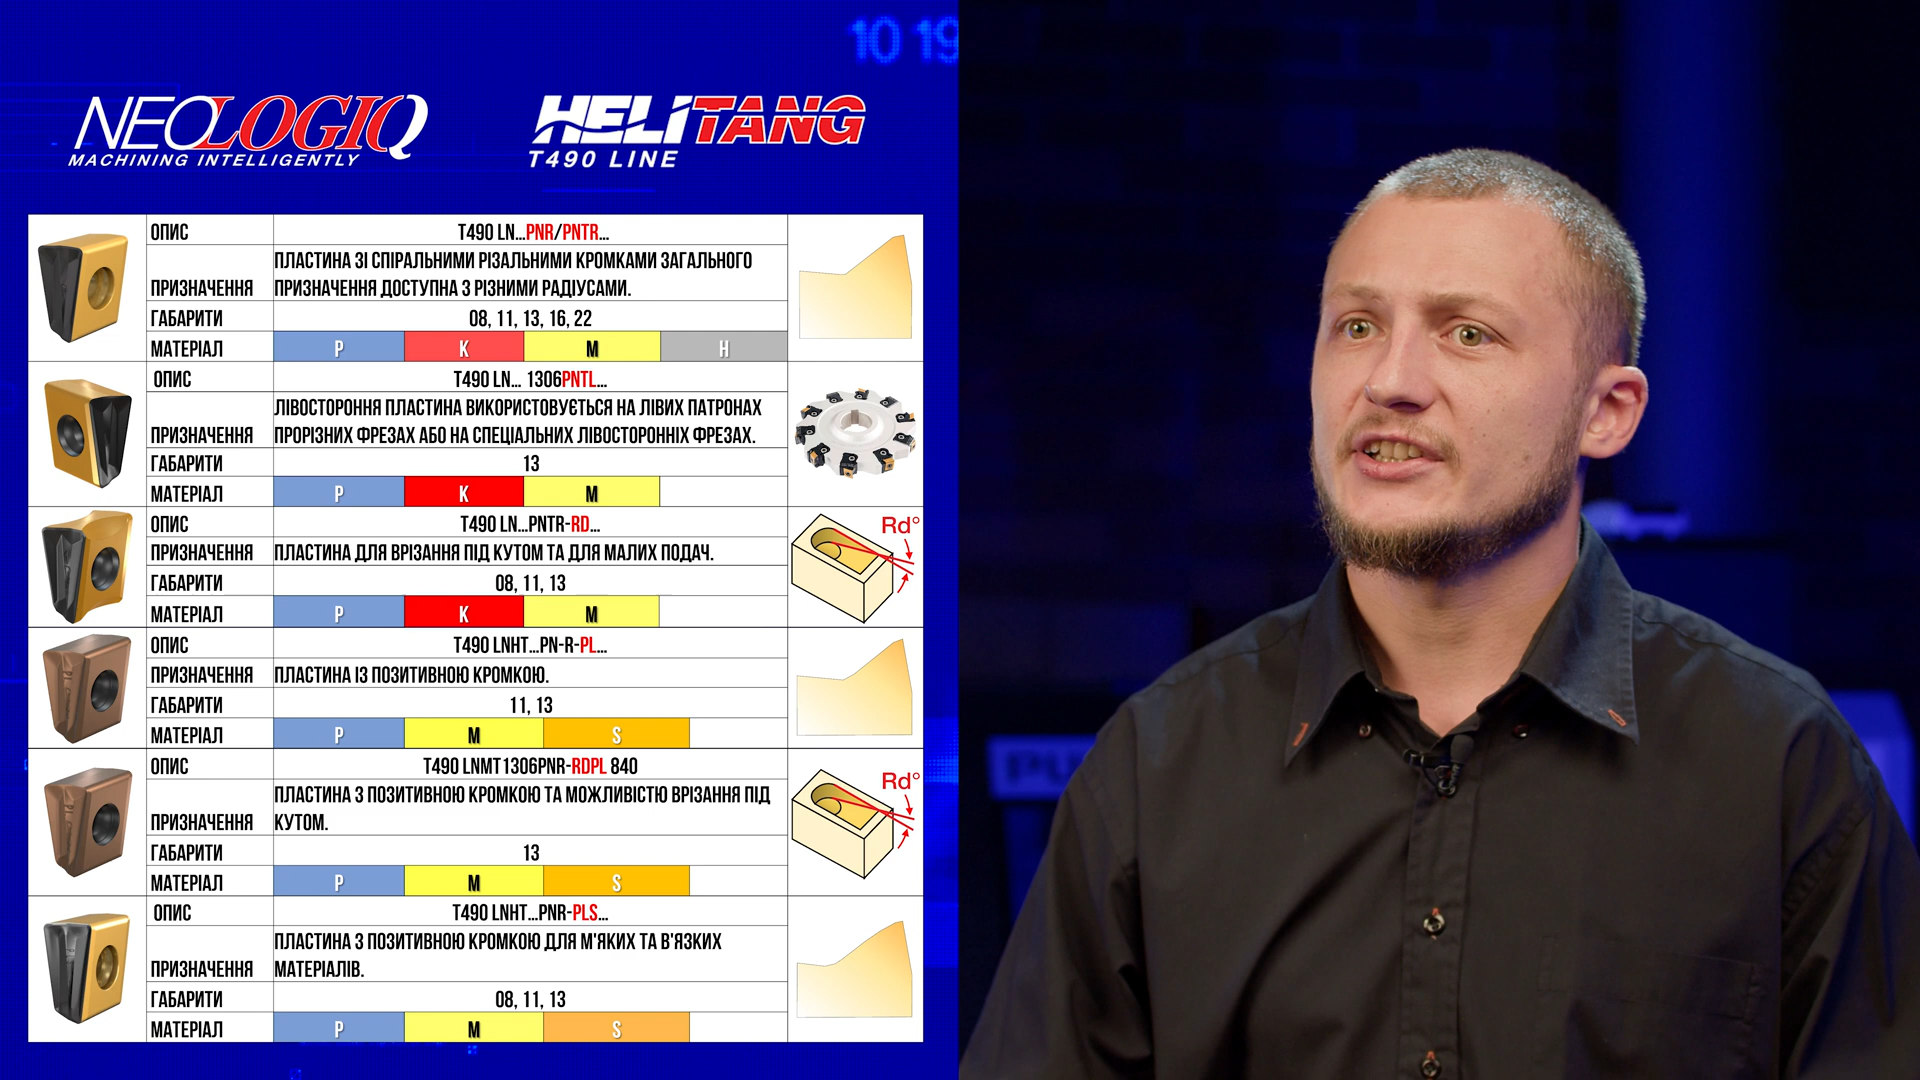 10 19
NEOLOGIQ
MACHINING INTELLIGENTLY
HELITANG
T490 LINE
ОПИС T490 LN...PNR/PNTR...
ПРИЗНАЧЕННЯ ПЛАСТИНА ЗІ СПІРАЛЬНИМИ РІЗАЛЬНИМИ КРОМКАМИ ЗАГАЛЬНОГО
ПРИЗНАЧЕННЯ ДОСТУПНА З РІЗНИМИ РАДІУСАМИ.
ГАБАРИТИ 08, 11, 13, 16, 22
МАТЕРІАЛ P K M H
ОПИС T490 LN... 1306PNTL...
ПРИЗНАЧЕННЯ ЛІВОСТОРОННЯ ПЛАСТИНА ВИКОРИСТОВУЄТЬСЯ НА ЛІВИХ ПАТРОНАХ
ПРОРІЗНИХ ФРЕЗАХ АБО НА СПЕЦІАЛЬНИХ ЛІВОСТОРОННІХ ФРЕЗАХ.
ГАБАРИТИ 13
МАТЕРІАЛ P K M
ОПИС T490 LN...PNTR-RD...
ПРИЗНАЧЕННЯ ПЛАСТИНА ДЛЯ ВРІЗАННЯ ПІД КУТОМ ТА ДЛЯ МАЛИХ ПОДАЧ.
ГАБАРИТИ 08, 11, 13
МАТЕРІАЛ P K M
Rd°
ОПИС T490 LNHT...PN-R-PL...
ПРИЗНАЧЕННЯ ПЛАСТИНА ІЗ ПОЗИТИВНОЮ КРОМКОЮ.
ГАБАРИТИ 11, 13
МАТЕРІАЛ P M S
ОПИС T490 LNMT1306PNR-RDPL 840
ПРИЗНАЧЕННЯ ПЛАСТИНА З ПОЗИТИВНОЮ КРОМКОЮ ТА МОЖЛИВІСТЮ ВРІЗАННЯ ПІД
КУТОМ.
ГАБАРИТИ 13
МАТЕРІАЛ P M S
Rd°
ОПИС T490 LNHT...PNR-PLS...
ПРИЗНАЧЕННЯ ПЛАСТИНА З ПОЗИТИВНОЮ КРОМКОЮ ДЛЯ М'ЯКИХ ТА В'ЯЗКИХ
МАТЕРІАЛІВ.
ГАБАРИТИ 08, 11, 13
МАТЕРІАЛ P M S